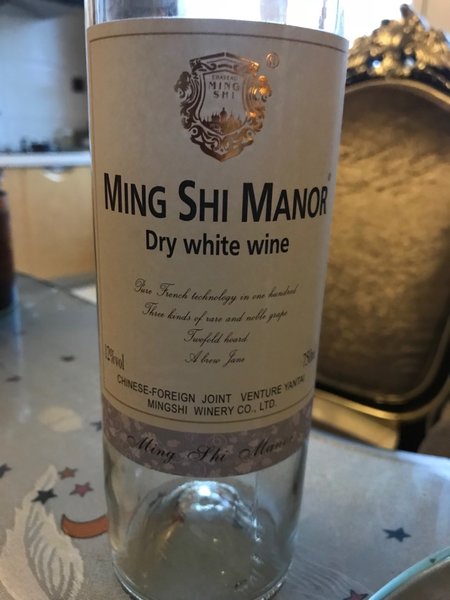 CHATEAU
MING
SHI
®
MING SHI MANOR®
Dry white wine
Pure French technology in one hundred
Three kinds of rare and noble grape
Twofold hoard
A brew Jane
12%vol
750ml
CHINESE-FOREIGN JOINT VENTURE YANTAI
MINGSHI WINERY CO., LTD.
Ming Shi Manor